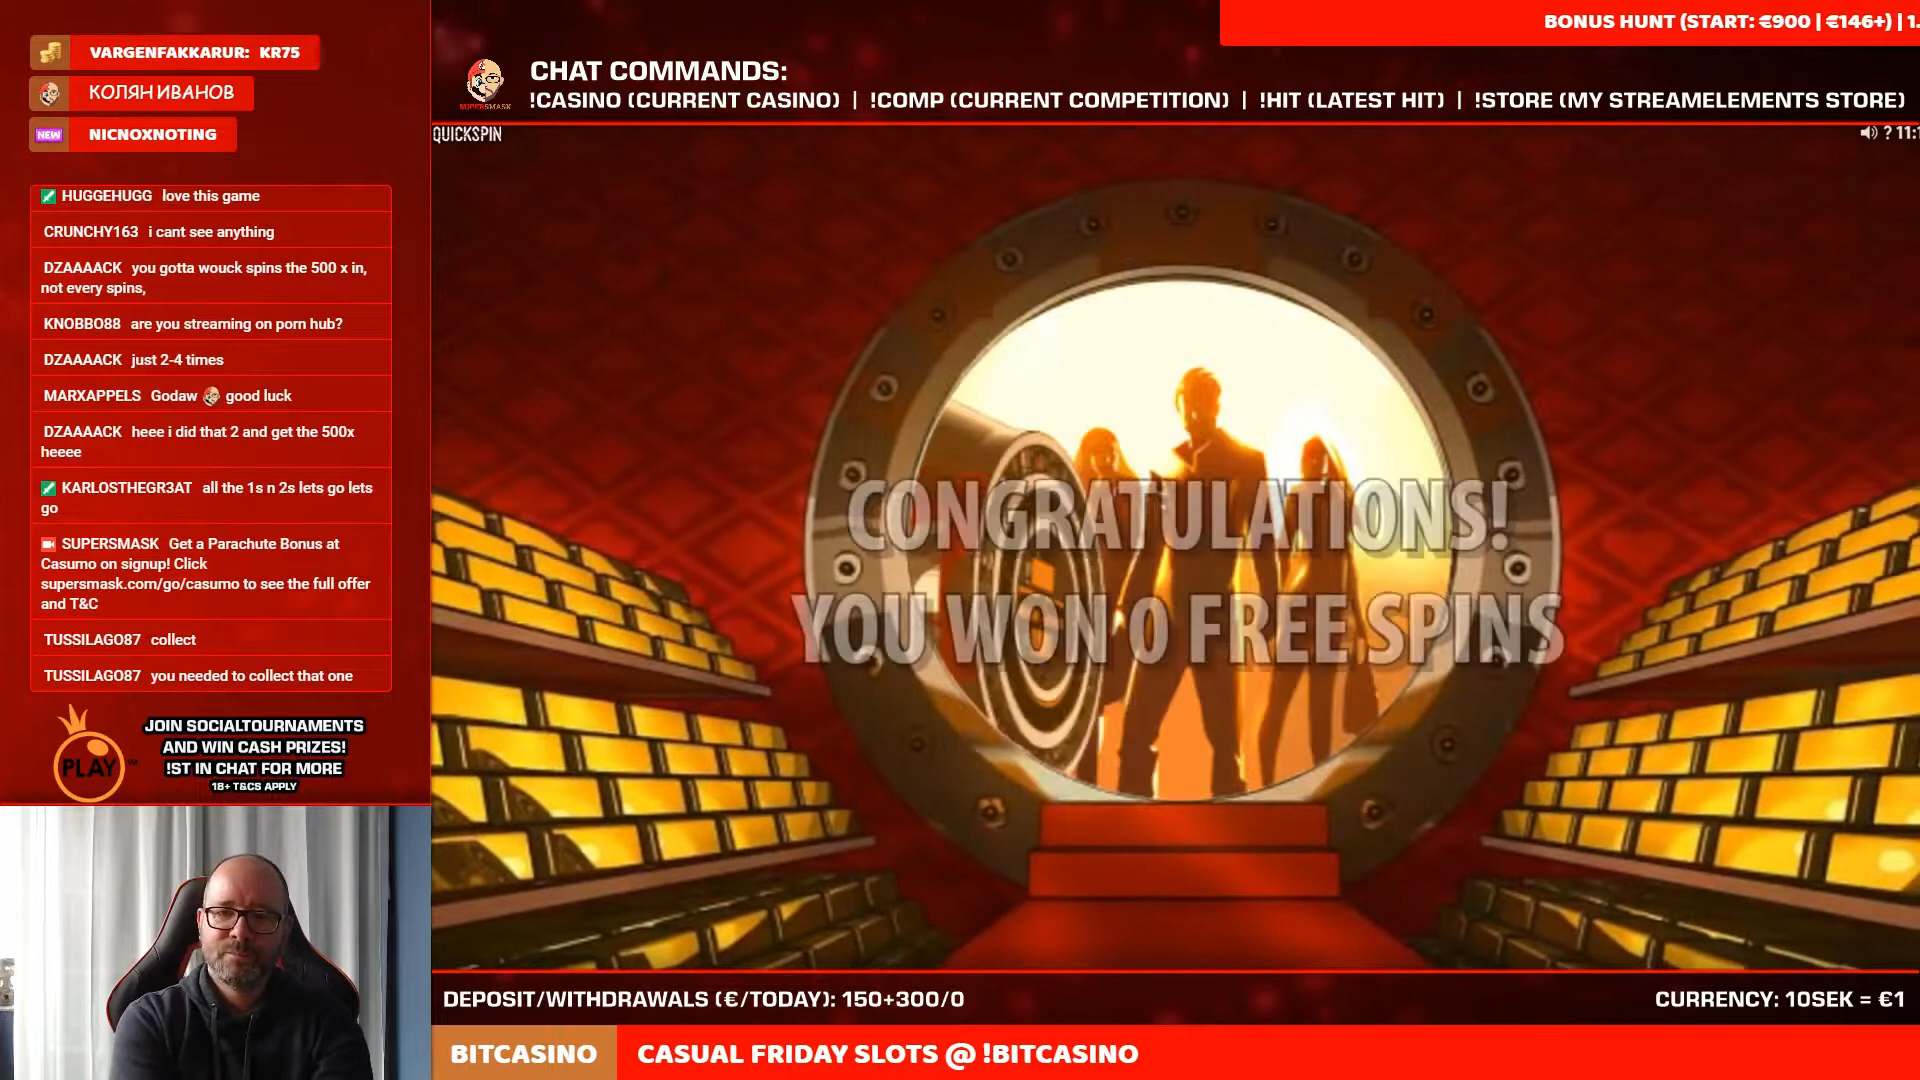 VARGENFAKKARUR: KR75
КОЛЯН ИВАНОВ
NEW NICNOXNOTING
HUGGEHUGG love this game
CRUNCHY163 i cant see anything
DZAAAACK you gotta wouck spins the 500 x in,
not every spins,
KNOBBO88 are you streaming on porn hub?
DZAAAACK just 2-4 times
MARXAPPELS Godaw good luck
DZAAAACK heee i did that 2 and get the 500x
heeee
KARLOSTHEGR3AT all the 1s n 2s lets go lets
go
SUPERSMASK Get a Parachute Bonus at
Casumo on signup! Click
supersmask.com/go/casumo to see the full offer
and T&C
TUSSILAGO87 collect
TUSSILAGO87 you needed to collect that one
PLAY™
JOIN SOCIALTOURNAMENTS
AND WIN CASH PRIZES!
!ST IN CHAT FOR MORE
18+ T&CS APPLY
BONUS HUNT (START: €900 | €146+) | 1.
SUPERSMASK
CHAT COMMANDS:
!CASINO (CURRENT CASINO) | !COMP (CURRENT COMPETITION) | !HIT (LATEST HIT) | !STORE (MY STREAMELEMENTS STORE)
QUICKSPIN
? 11:1
CONGRATULATIONS!
YOU WON 0 FREE SPINS
DEPOSIT/WITHDRAWALS (€/TODAY): 150+300/0
CURRENCY: 10SEK = €1
BITCASINO
CASUAL FRIDAY SLOTS @ !BITCASINO